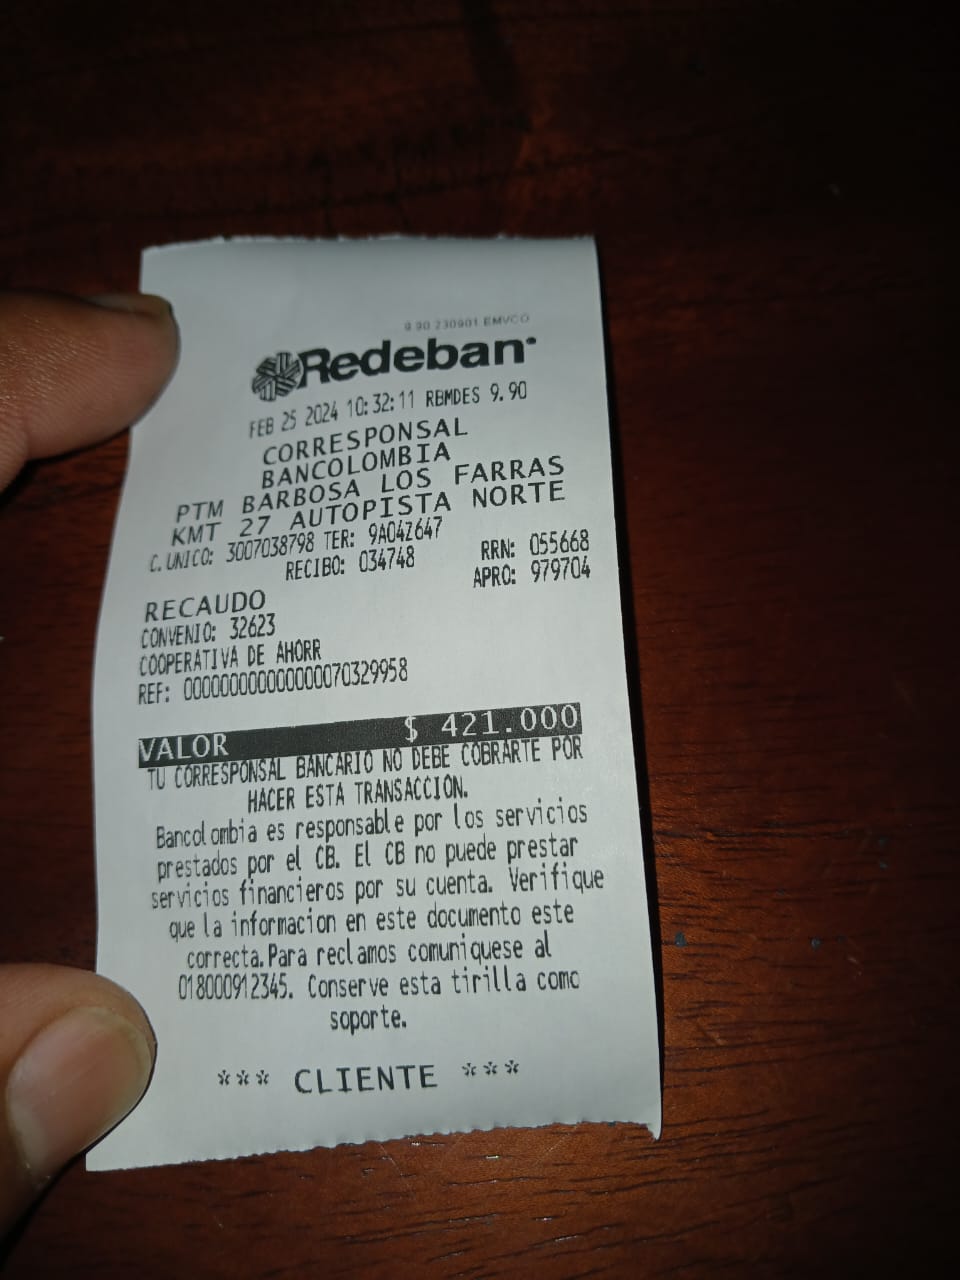 9.90 230901 EMVCO
Redeban
FEB 25 2024 10:32:11 RBMDES 9.90
CORRESPONSAL
BANCOLOMBIA
PTM BARBOSA LOS FARRAS
KMT 27 AUTOPISTA NORTE
C. UNICO: 3007038798 TER: 9A04Z647
RECIBO: 034748 RRN: 055668
APRO: 979704
RECAUDO
CONVENIO: 32623
COOPERATIVA DE AHORR
REF: 000000000000000070329958
VALOR $ 421.000
TU CORRESPONSAL BANCARIO NO DEBE COBRARTE POR
HACER ESTA TRANSACCION.
Bancolombia es responsable por los servicios
prestados por el CB. El CB no puede prestar
servicios financieros por su cuenta. Verifique
que la informacion en este documento este
correcta.Para reclamos comuniquese al
018000912345. Conserve esta tirilla como
soporte.
*** CLIENTE ***